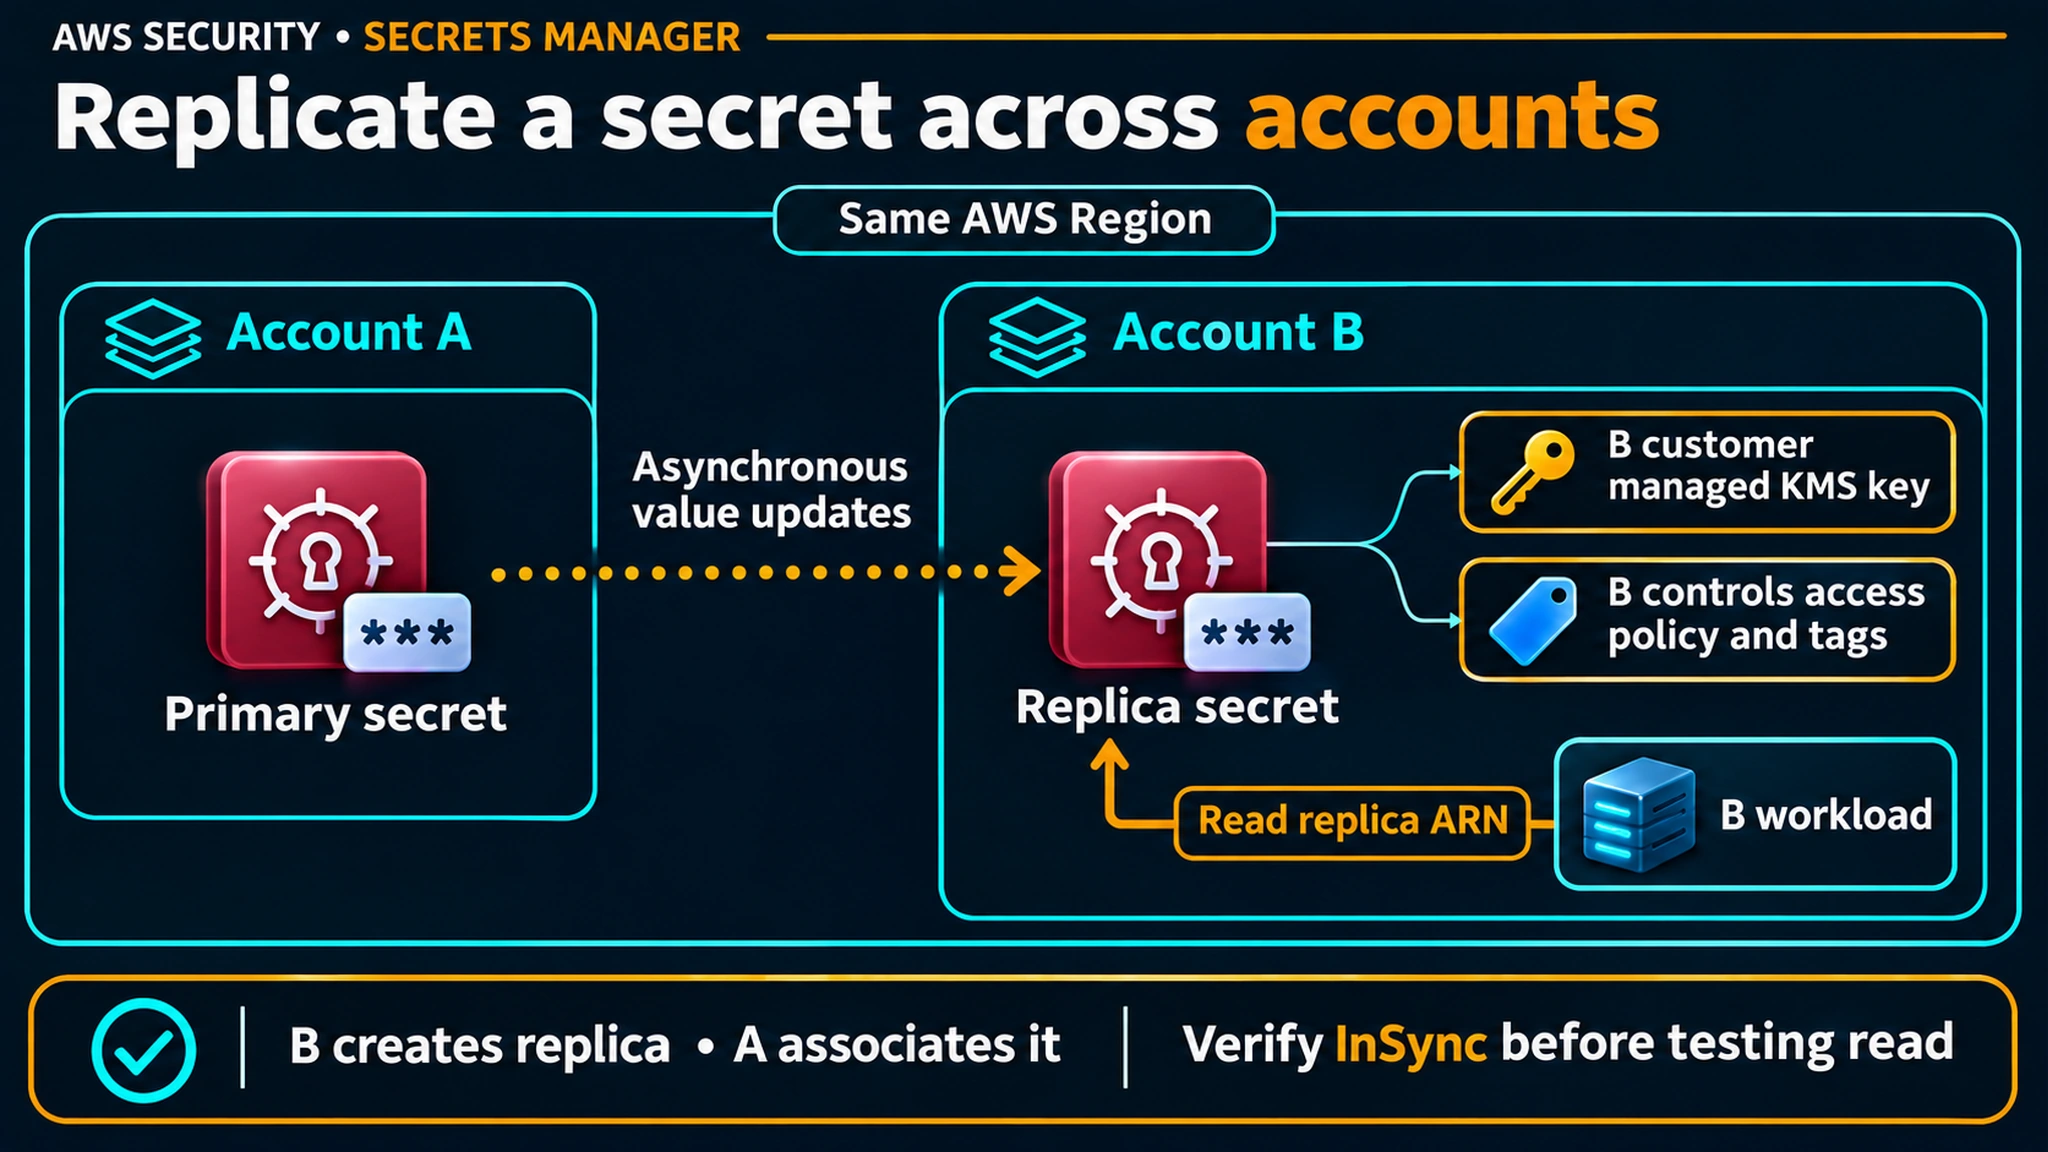 AWS SECURITY • SECRETS MANAGER
Replicate a secret across accounts
Same AWS Region
Account A
Primary secret
Asynchronous
value updates
Account B
Replica secret
B customer
managed KMS key
B controls access
policy and tags
Read replica ARN
B workload
B creates replica • A associates it
Verify InSync before testing read
***
***